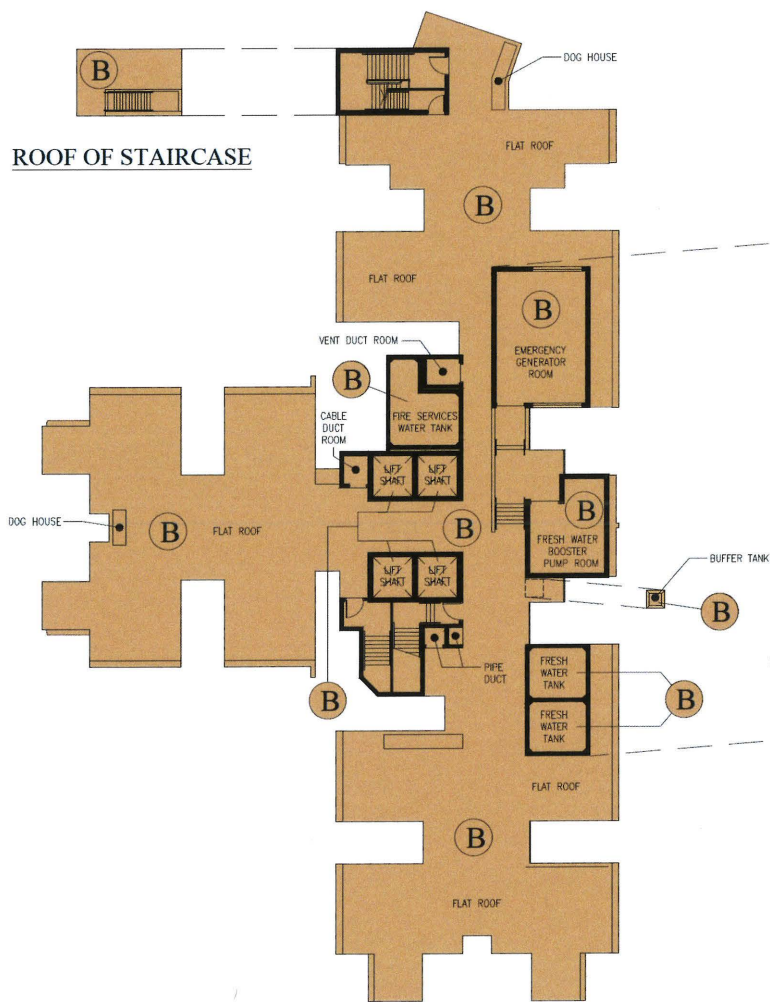 B
DOG HOUSE
ROOF OF STAIRCASE
FLAT ROOF
B
FLAT ROOF
B
VENT DUCT ROOM
EMERGENCY
GENERATOR
ROOM
B
FIRE SERVICES
WATER TANK
CABLE
DUCT
ROOM
LIFT
SHAFT
LIFT
SHAFT
DOG HOUSE
B
FLAT ROOF
B
B
FRESH WATER
BOOSTER
PUMP ROOM
BUFFER TANK
B
LIFT
SHAFT
LIFT
SHAFT
PIPE
DUCT
B
FRESH
WATER
TANK
B
FRESH
WATER
TANK
FLAT ROOF
B
FLAT ROOF